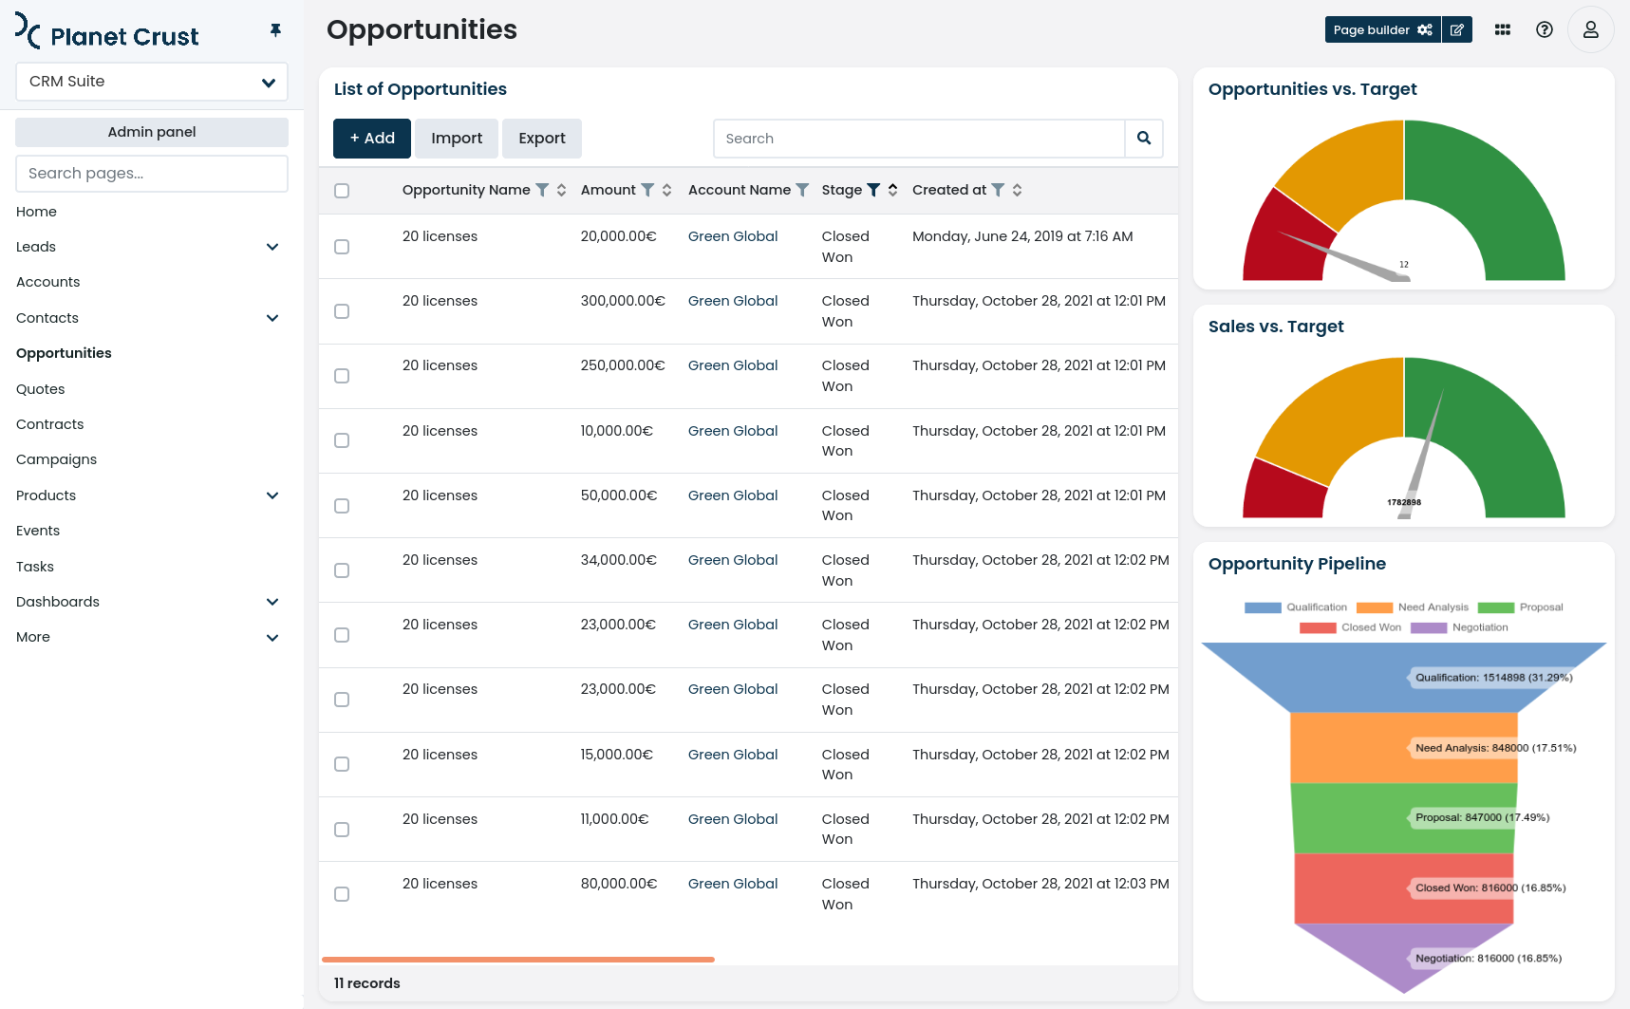 Planet Crust
CRM Suite
Admin panel
Search pages...
Home
Leads
Accounts
Contacts
Opportunities
Quotes
Contracts
Campaigns
Products
Events
Tasks
Dashboards
More
Opportunities
Page builder
List of Opportunities
+ Add Import Export Search
Opportunity Name Amount Account Name Stage Created at
20 licenses 20,000.00€ Green Global Closed Monday, June 24, 2019 at 7:16 AM
Won
20 licenses 300,000.00€ Green Global Closed Thursday, October 28, 2021 at 12:01 PM
Won
20 licenses 250,000.00€ Green Global Closed Thursday, October 28, 2021 at 12:01 PM
Won
20 licenses 10,000.00€ Green Global Closed Thursday, October 28, 2021 at 12:01 PM
Won
20 licenses 50,000.00€ Green Global Closed Thursday, October 28, 2021 at 12:01 PM
Won
20 licenses 34,000.00€ Green Global Closed Thursday, October 28, 2021 at 12:02 PM
Won
20 licenses 23,000.00€ Green Global Closed Thursday, October 28, 2021 at 12:02 PM
Won
20 licenses 23,000.00€ Green Global Closed Thursday, October 28, 2021 at 12:02 PM
Won
20 licenses 15,000.00€ Green Global Closed Thursday, October 28, 2021 at 12:02 PM
Won
20 licenses 11,000.00€ Green Global Closed Thursday, October 28, 2021 at 12:02 PM
Won
20 licenses 80,000.00€ Green Global Closed Thursday, October 28, 2021 at 12:03 PM
Won
11 records
Opportunities vs. Target
12
Sales vs. Target
1782898
Opportunity Pipeline
Qualification Need Analysis Proposal
Closed Won Negotiation
Qualification: 1514898 (31.29%)
Need Analysis: 848000 (17.51%)
Proposal: 847000 (17.49%)
Closed Won: 816000 (16.85%)
Negotiation: 816000 (16.85%)